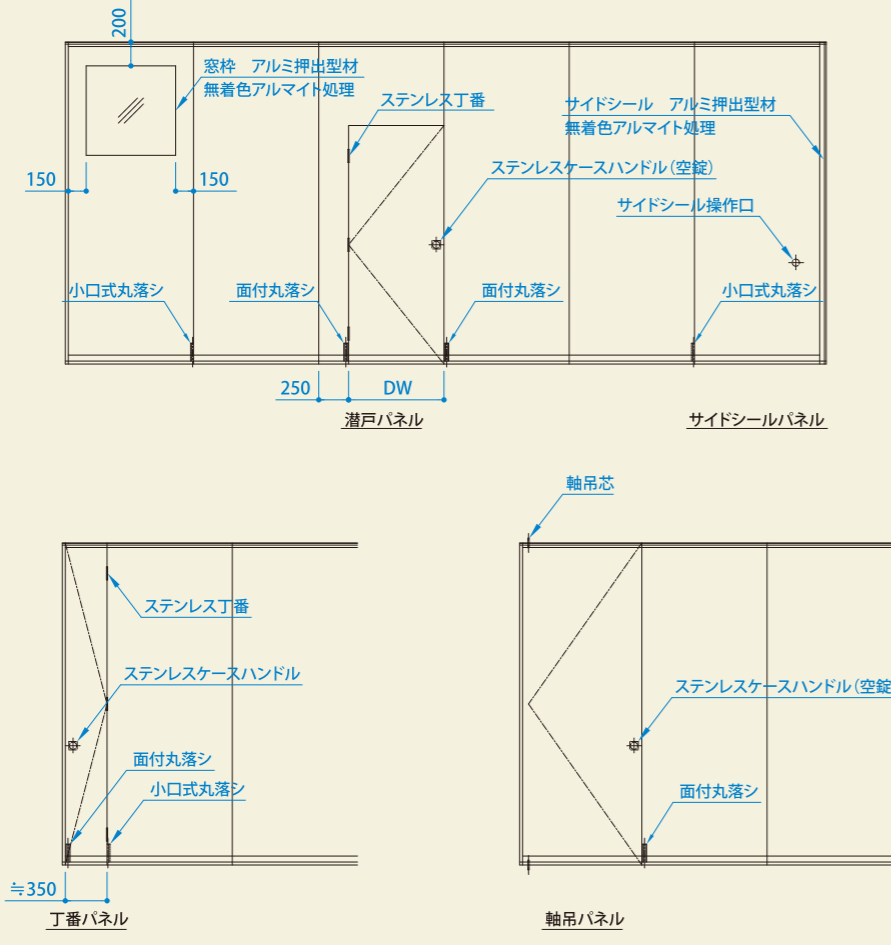 200
窓枠　アルミ押出型材
無着色アルマイト処理
ステンレス丁番
サイドシール　アルミ押出型材
無着色アルマイト処理
ステンレスケースハンドル(空錠)
150
150
サイドシール操作口
小口式丸落シ
面付丸落シ
面付丸落シ
小口式丸落シ
250
DW
潜戸パネル
サイドシールパネル
軸吊芯
ステンレス丁番
ステンレスケースハンドル
ステンレスケースハンドル(空錠
面付丸落シ
小口式丸落シ
面付丸落シ
≒350
丁番パネル
軸吊パネル